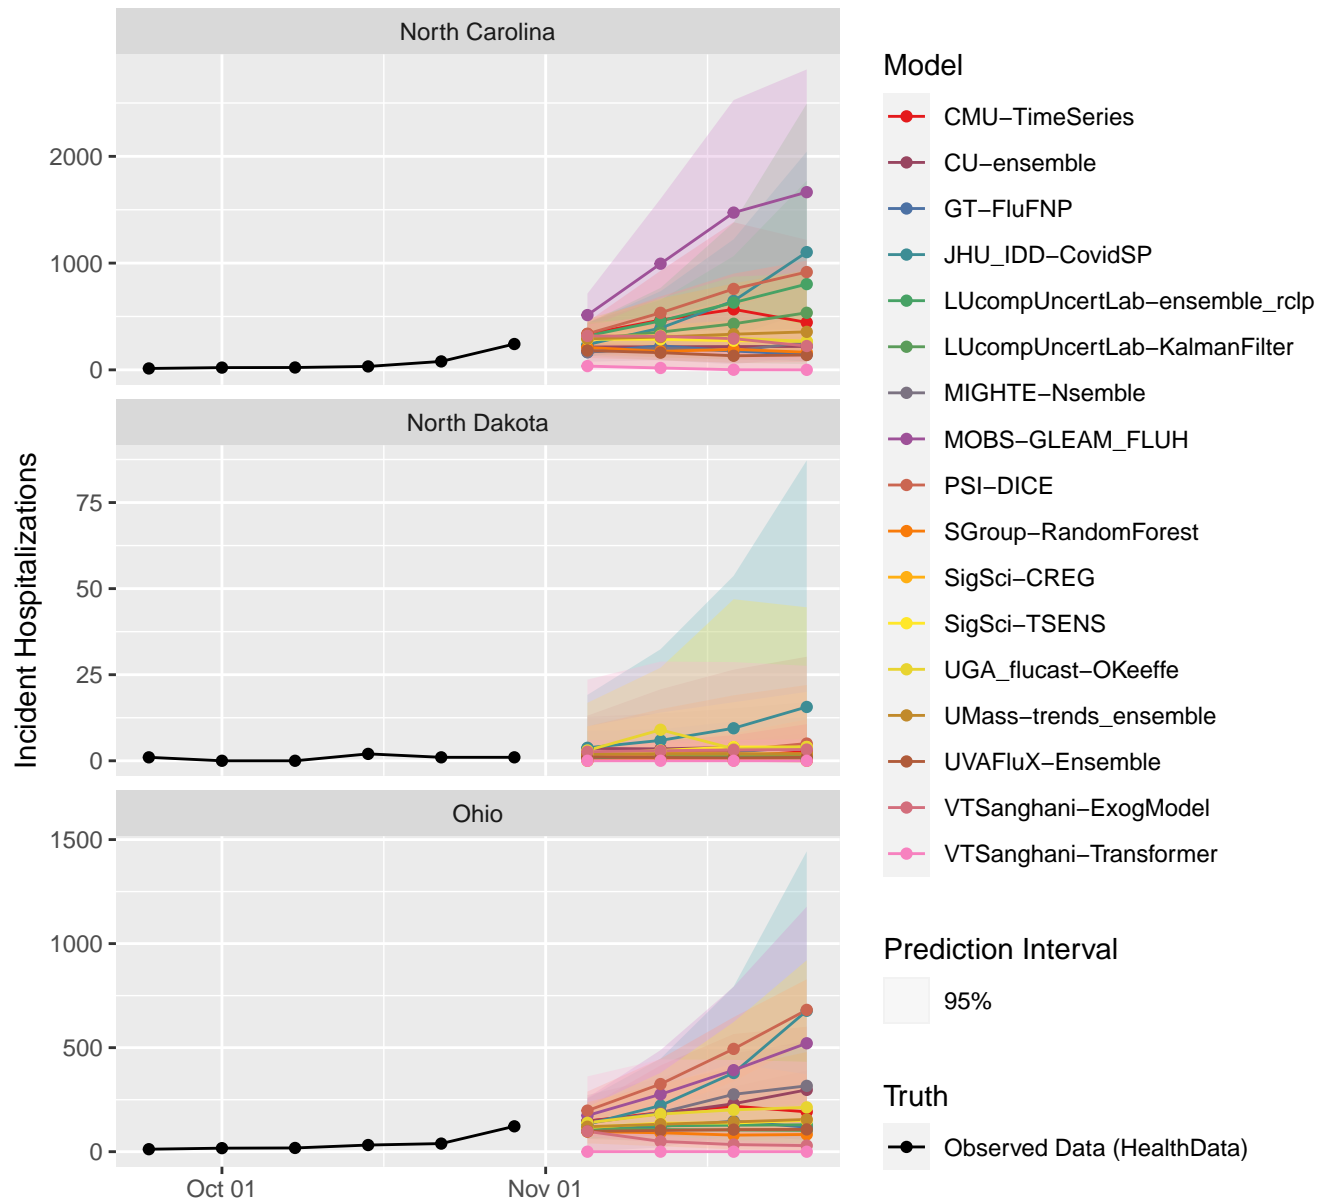 North Carolina
2000
1000
0
North Dakota
75
50
25
0
Ohio
1500
1000
500
0
Oct 01
Nov 01
Incident Hospitalizations
Model
CMU−TimeSeries
CU−ensemble
GT−FluFNP
JHU_IDD−CovidSP
LUcompUncertLab−ensemble_rclp
LUcompUncertLab−KalmanFilter
MIGHTE−Nsemble
MOBS−GLEAM_FLUH
PSI−DICE
SGroup−RandomForest
SigSci−CREG
SigSci−TSENS
UGA_flucast−OKeeffe
UMass−trends_ensemble
UVAFluX−Ensemble
VTSanghani−ExogModel
VTSanghani−Transformer
Prediction Interval
95%
Truth
Observed Data (HealthData)